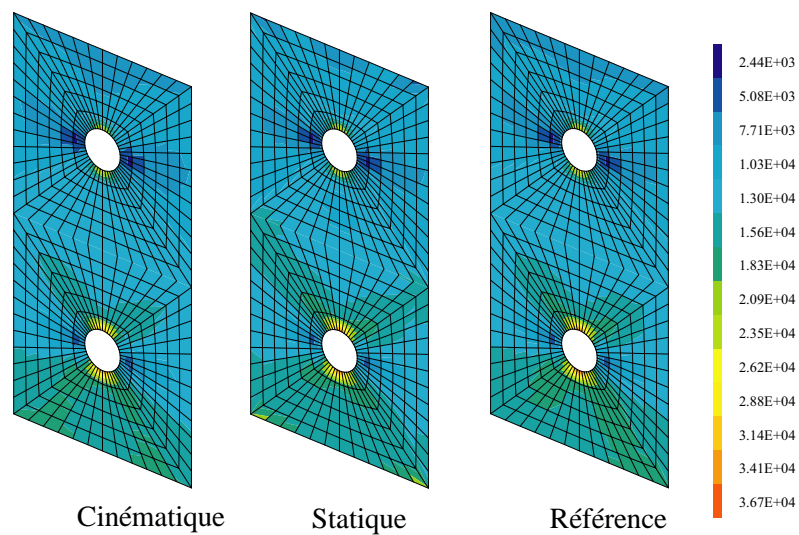 2.44E+03
5.08E+03
7.71E+03
1.03E+04
1.30E+04
1.56E+04
1.83E+04
2.09E+04
2.35E+04
2.62E+04
2.88E+04
3.14E+04
3.41E+04
3.67E+04
Cinématique Statique Référence